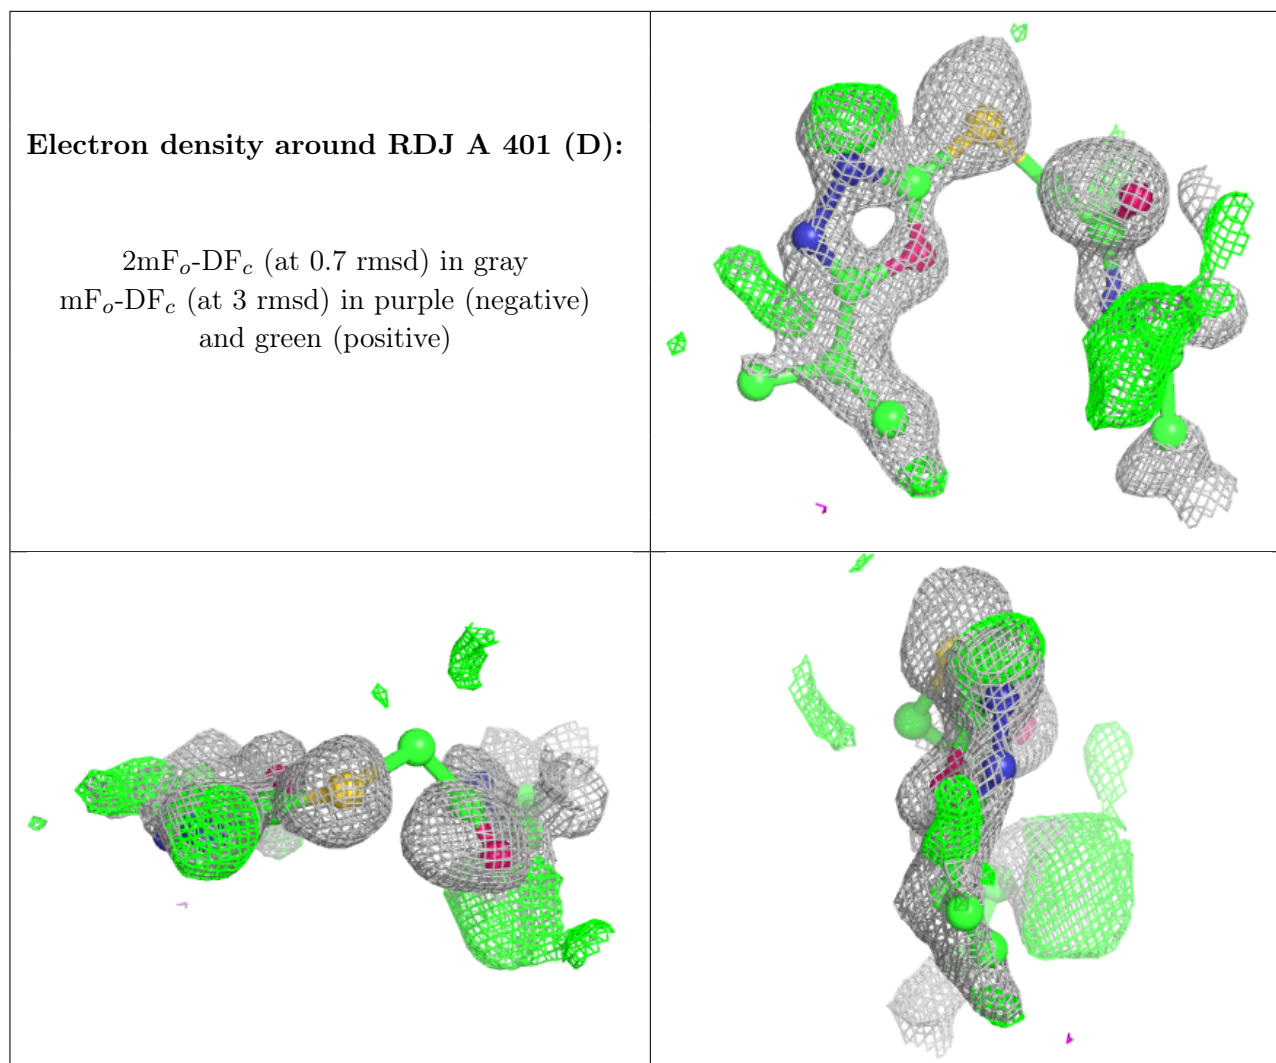 Electron density around RDJ A 401 (D):
2mFo-DFc (at 0.7 rmsd) in gray
mFo-DFc (at 3 rmsd) in purple (negative)
and green (positive)